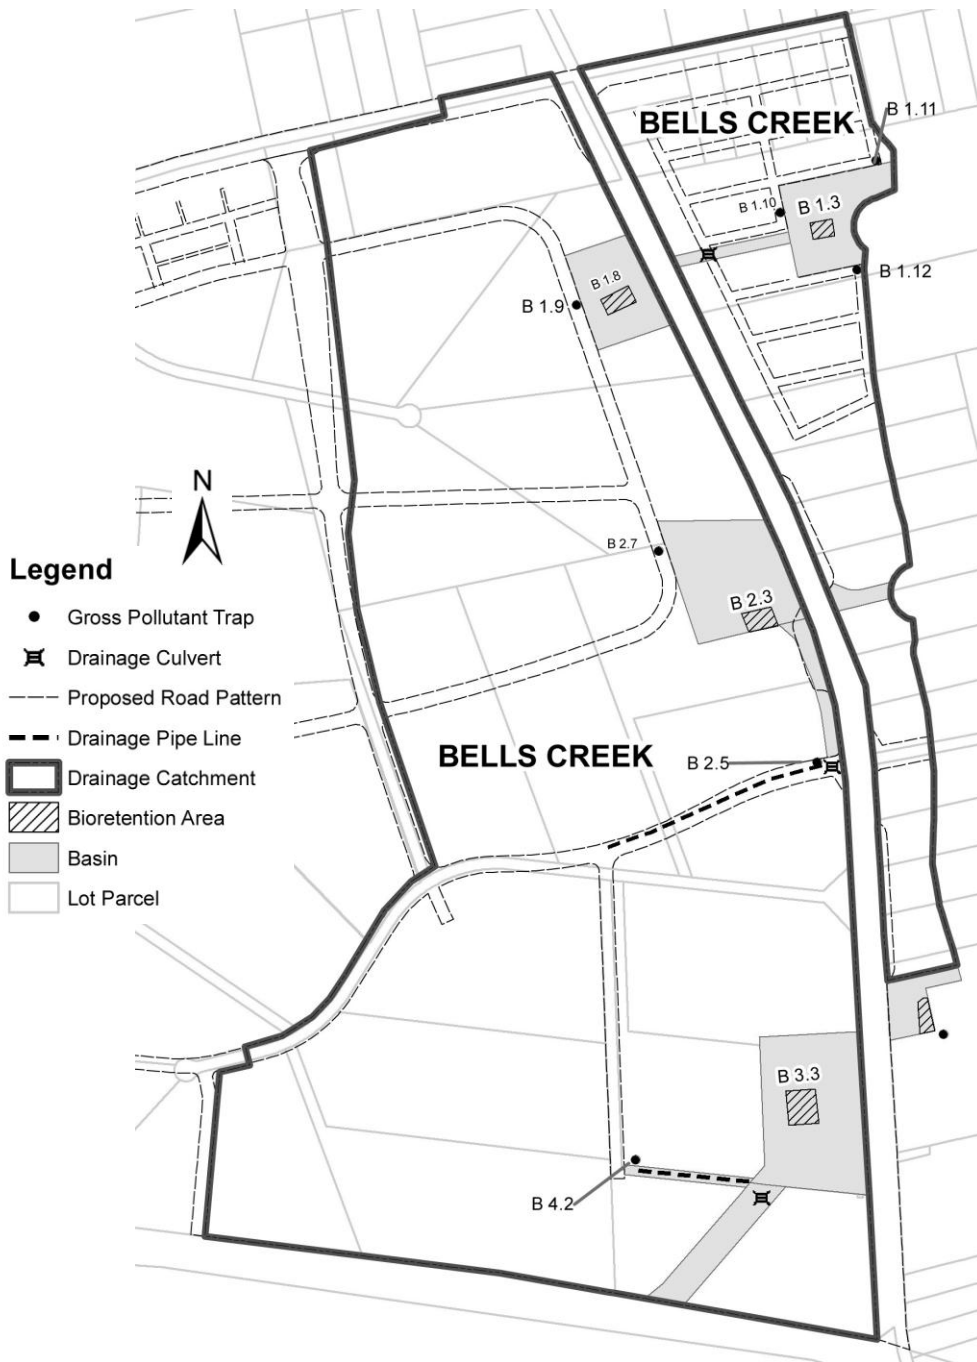 BELLS CREEK
B 1.11
B 1.10
B 1.3
B 1.12
B 1.8
B 1.9
N
B 2.7
B 2.3
BELLS CREEK
B 2.5
Legend
Gross Pollutant Trap
Drainage Culvert
Proposed Road Pattern
Drainage Pipe Line
Drainage Catchment
Bioretention Area
Basin
Lot Parcel
B 3.3
B 4.2